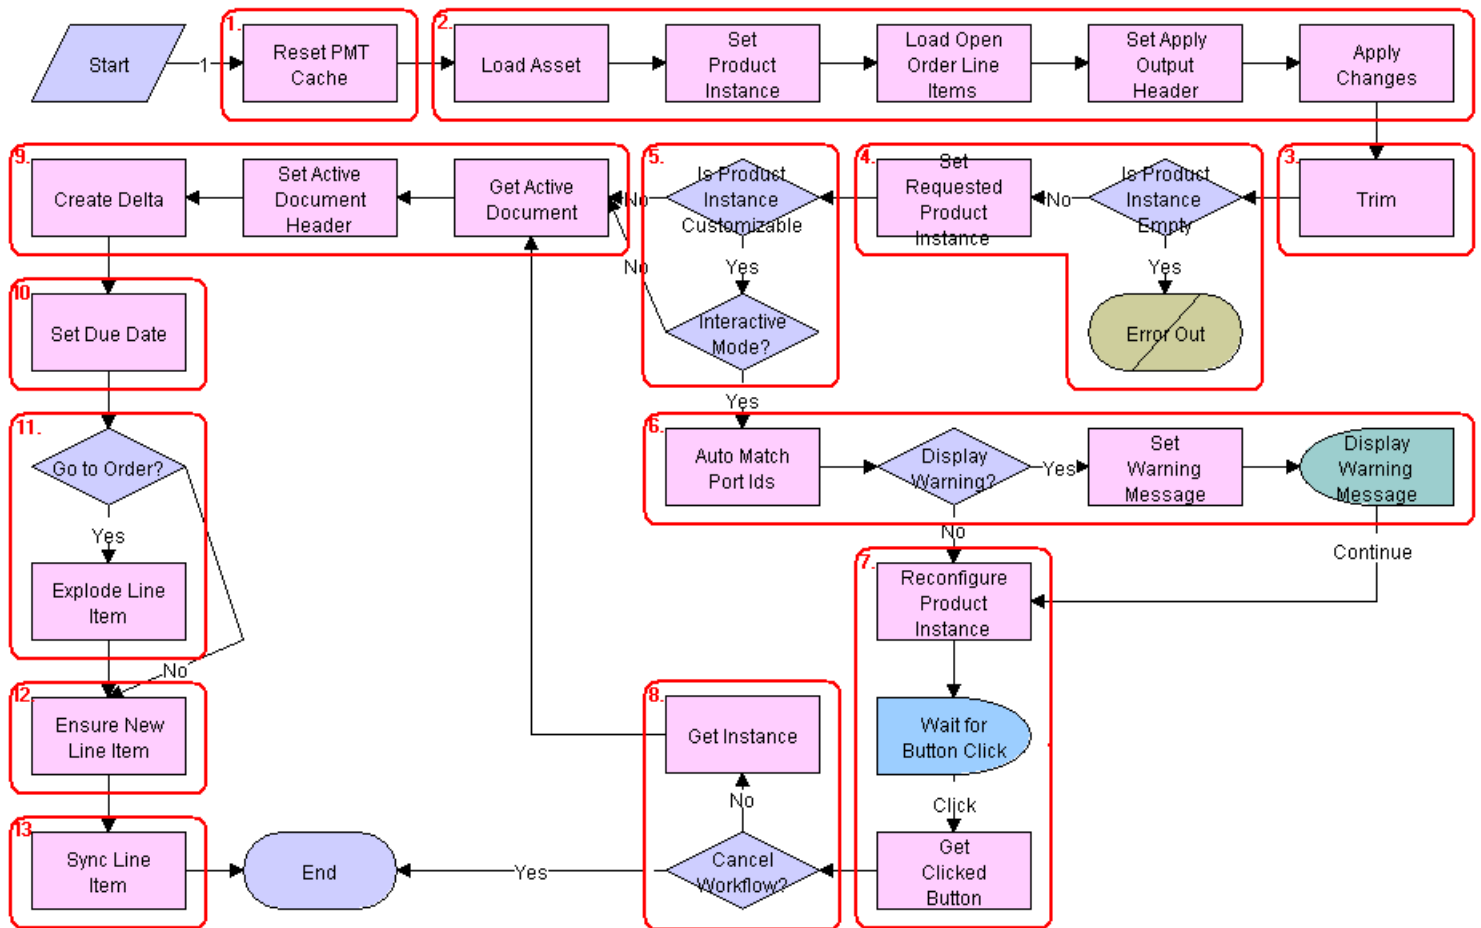 1.
2.
Start
1
Reset PMT
Cache
Load Asset
Set
Product
Instance
Load Open
Order Line
Items
Set Apply
Output
Header
Apply
Changes
9.
5.
4.
3.
Create Delta
Set Active
Document
Header
Get Active
Document
No
Is Product
Instance
Customizable
Set
Requested
Product
Instance
No
Is Product
Instance
Empty
Trim
No
Yes
Yes
10
Set Due Date
Interactive
Mode?
Error Out
Yes
11.
6.
Go to Order?
Auto Match
Port Ids
Display
Warning?
Yes
Set
Warning
Message
Display
Warning
Message
Yes
No
Continue
7.
Explode Line
Item
Reconfigure
Product
Instance
No
12.
8.
Ensure New
Line Item
Get Instance
Wait for
Button Click
No
Click
13
Sync Line
Item
End
Yes
Cancel
Workflow?
Get
Clicked
Button